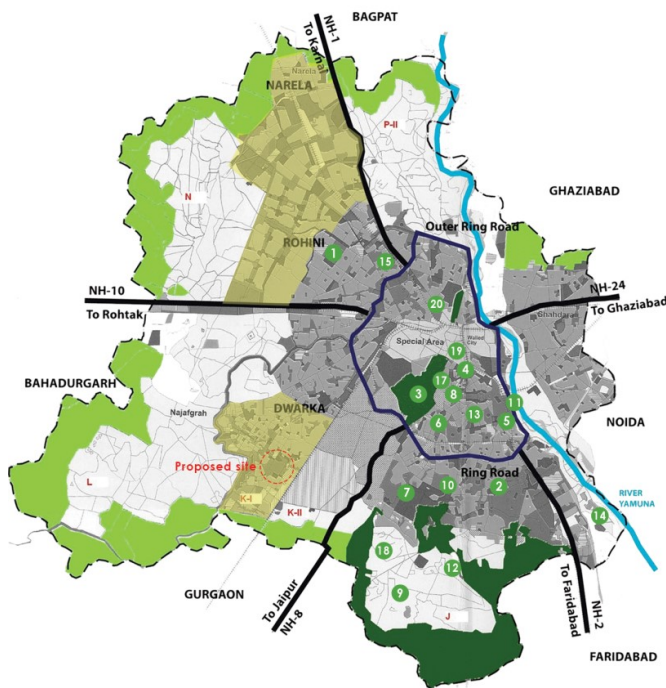 BAGPAT
NH-1
To Karnal
Narela
NARELA
P-II
N
GHAZIABAD
Outer Ring Road
ROHINI
1
15
NH-10
To Rohtak
NH-24
To Ghaziabad
20
Shahdara
Special Area
Walled City
19
BAHADURGARH
4
17
3
8
11
Najafgrah
DWARKA
13
5
6
NOIDA
Proposed site
Ring Road
L
K-I
K-II
7
10
2
RIVER YAMUNA
14
GURGAON
18
12
To Jaipur
NH-8
9
J
To Faridabad
NH-2
FARIDABAD